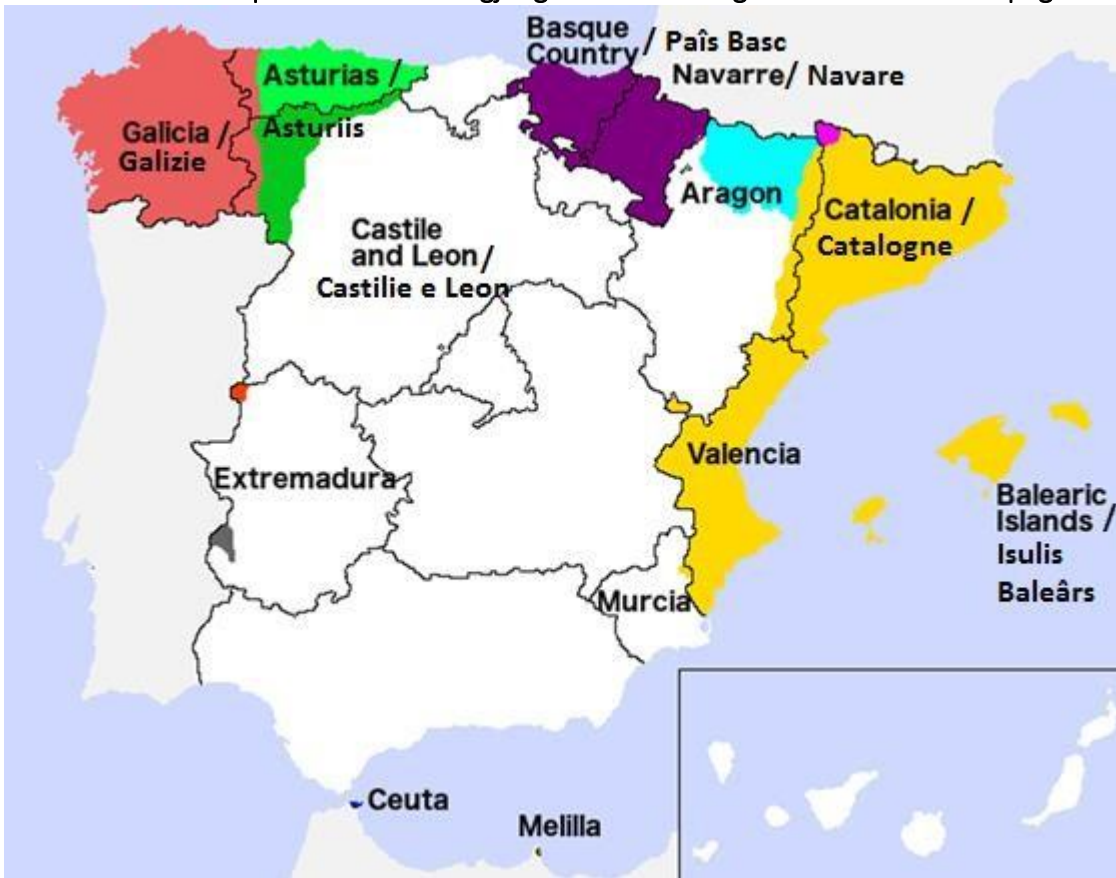 Basque / Paîs Basc
Country
Navarre/ Navare
Asturias /
Asturiis
Galicia /
Galizie
Aragon
Catalonia /
Catalogne
Castile
and Leon/
Castilie e Leon
Valencia
Extremadura
Balearic
Islands /
Isulis
Baleârs
Murcia
Ceuta
Melilla